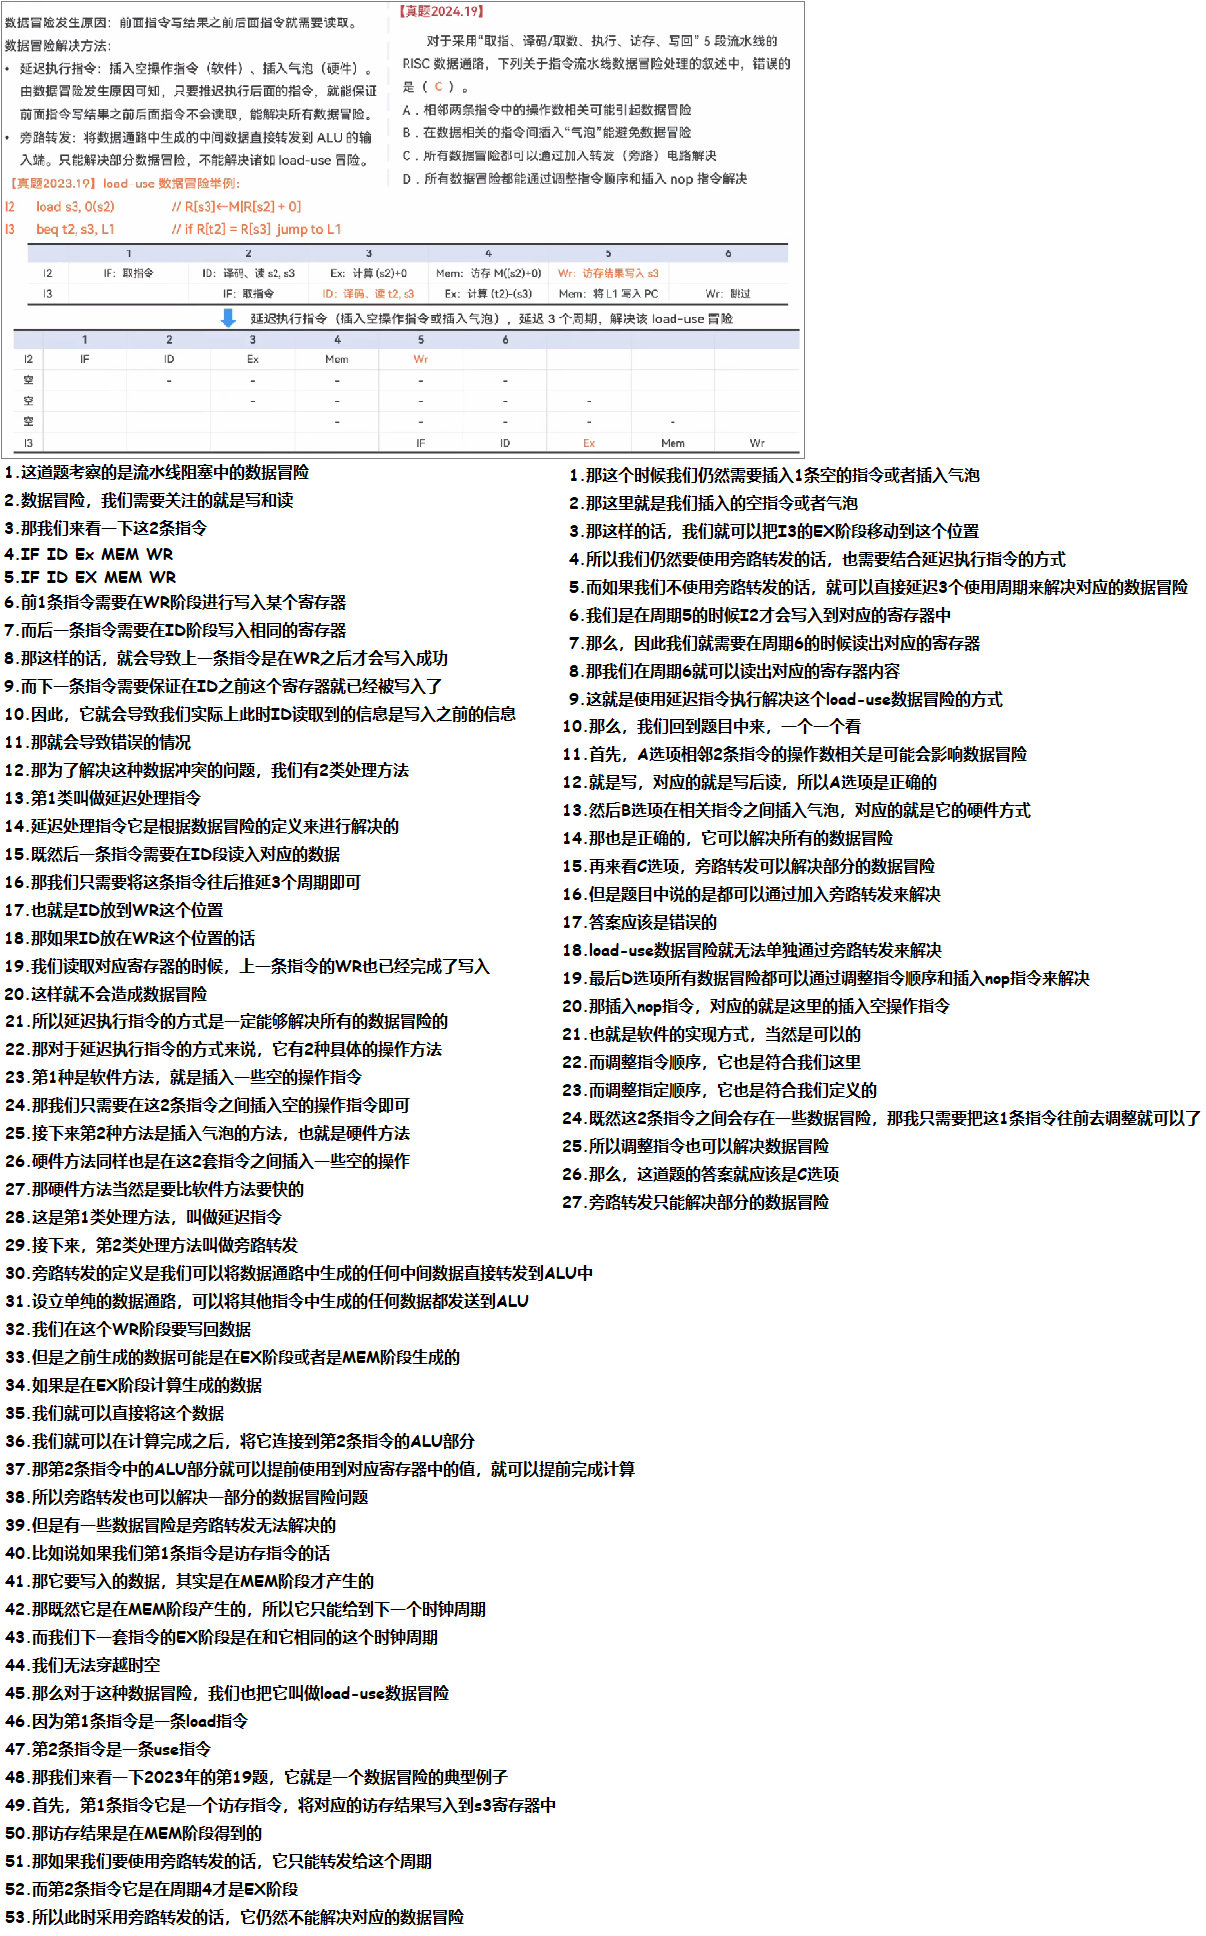 数据冒险发生原因：前面指令写结果之前后面指令就需要读取。
数据冒险解决方法：
• 延迟执行指令：插入空操作指令（软件）、插入气泡（硬件）。
由数据冒险发生原因可知，只要推迟执行后面的指令，就能保证
前面指令写结果之前后面指令不会读取，能解决所有数据冒险。
• 旁路转发：将数据通路中生成的中间数据直接转发到 ALU 的输
入端。只能解决部分数据冒险，不能解决诸如 load-use 冒险。
【真题2023.19】load-use 数据冒险举例：
I2 load s3, 0(s2) // R[s3]←M[R[s2] + 0]
I3 beq t2, s3, L1 // if R[t2] = R[s3] jump to L1
【真题2024.19】
对于采用“取指、译码/取数、执行、访存、写回” 5 段流水线的
RISC 数据通路，下列关于指令流水线数据冒险处理的叙述中，错误的
是（ C ）。
A．相邻两条指令中的操作数相关可能引起数据冒险
B．在数据相关的指令间插入“气泡”能避免数据冒险
C．所有数据冒险都可以通过加入转发（旁路）电路解决
D．所有数据冒险都能通过调整指令顺序和插入 nop 指令解决
1 2 3 4 5 6
I2 IF：取指令 ID：译码、读 s2, s3 Ex：计算 (s2)+0 Mem：访存 M((s2)+0) Wr：访存结果写入 s3
I3 IF：取指令 ID：译码、读 t2, s3 Ex：计算 (t2)-(s3) Mem：将 L1 写入 PC Wr：跳过
延迟执行指令（插入空操作指令或插入气泡），延迟 3 个周期，解决该 load-use 冒险
1 2 3 4 5 6
I2 IF ID Ex Mem Wr
空 - - - - -
空 - - - - -
空 - - - - -
I3 IF ID Ex Mem Wr
1.这道题考察的是流水线阻塞中的数据冒险
2.数据冒险，我们需要关注的就是写和读
3.那我们来看一下这2条指令
4.IF ID Ex MEM WR
5.IF ID EX MEM WR
6.前1条指令需要在WR阶段进行写入某个寄存器
7.而后一条指令需要在ID阶段写入相同的寄存器
8.那这样的话，就会导致上一条指令是在WR之后才会写入成功
9.而下一条指令需要保证在ID之前这个寄存器就已经被写入了
10.因此，它就会导致我们实际上此时ID读取到的信息是写入之前的信息
11.那就会导致错误的情况
12.那为了解决这种数据冲突的问题，我们有2类处理方法
13.第1类叫做延迟处理指令
14.延迟处理指令它是根据数据冒险的定义来进行解决的
15.既然后一条指令需要在ID段读入对应的数据
16.那我们只需要将这条指令往后推延3个周期即可
17.也就是ID放到WR这个位置
18.那如果ID放在WR这个位置的话
19.我们读取对应寄存器的时候，上一条指令的WR也已经完成了写入
20.这样就不会造成数据冒险
21.所以延迟执行指令的方式是一定能够解决所有的数据冒险的
22.那对于延迟执行指令的方式来说，它有2种具体的操作方法
23.第1种是软件方法，就是插入一些空的操作指令
24.那我们只需要在这2条指令之间插入空的操作指令即可
25.接下来第2种方法是插入气泡的方法，也就是硬件方法
26.硬件方法同样也是在这2套指令之间插入一些空的操作
27.那硬件方法当然是要比软件方法要快的
28.这是第1类处理方法，叫做延迟指令
29.接下来，第2类处理方法叫做旁路转发
30.旁路转发的定义是我们可以将数据通路中生成的任何中间数据直接转发到ALU中
31.设立单纯的数据通路，可以将其他指令中生成的任何数据都发送到ALU
32.我们在这个WR阶段要写回数据
33.但是之前生成的数据可能是在EX阶段或者是MEM阶段生成的
34.如果是在EX阶段计算生成的数据
35.我们就可以直接将这个数据
36.我们就可以在计算完成之后，将它连接到第2条指令的ALU部分
37.那第2条指令中的ALU部分就可以提前使用到对应寄存器中的值，就可以提前完成计算
38.所以旁路转发也可以解决一部分的数据冒险问题
39.但是有一些数据冒险是旁路转发无法解决的
40.比如说如果我们第1条指令是访存指令的话
41.那它要写入的数据，其实是在MEM阶段才产生的
42.那既然它是在MEM阶段产生的，所以它只能给到下一个时钟周期
43.而我们下一套指令的EX阶段是在和它相同的这个时钟周期
44.我们无法穿越时空
45.那么对于这种数据冒险，我们也把它叫做load-use数据冒险
46.因为第1条指令是一条load指令
47.第2条指令是一条use指令
48.那我们来看一下2023年的第19题，它就是一个数据冒险的典型例子
49.首先，第1条指令它是一个访存指令，将对应的访存结果写入到s3寄存器中
50.那访存结果是在MEM阶段得到的
51.那如果我们要使用旁路转发的话，它只能转发给这个周期
52.而第2条指令它是在周期4才是EX阶段
53.所以此时采用旁路转发的话，它仍然不能解决对应的数据冒险
1.那这个时候我们仍然需要插入1条空的指令或者插入气泡
2.那这里就是我们插入的空指令或者气泡
3.那这样的话，我们就可以把I3的EX阶段移动到这个位置
4.所以我们仍然要使用旁路转发的话，也需要结合延迟执行指令的方式
5.而如果我们不使用旁路转发的话，就可以直接延迟3个使用周期来解决对应的数据冒险
6.我们是在周期5的时候I2才会写入到对应的寄存器中
7.那么，因此我们就需要在周期6的时候读出对应的寄存器
8.那我们在周期6就可以读出对应的寄存器内容
9.这就是使用延迟指令执行解决这个load-use数据冒险的方式
10.那么，我们回到题目中来，一个一个看
11.首先，A选项相邻2条指令的操作数相关是可能会影响数据冒险
12.就是写，对应的就是写后读，所以A选项是正确的
13.然后B选项在相关指令之间插入气泡，对应的就是它的硬件方式
14.那也是正确的，它可以解决所有的数据冒险
15.再来看C选项，旁路转发可以解决部分的数据冒险
16.但是题目中说的是都可以通过加入旁路转发来解决
17.答案应该是错误的
18.load-use数据冒险就无法单独通过旁路转发来解决
19.最后D选项所有数据冒险都可以通过调整指令顺序和插入nop指令来解决
20.那插入nop指令，对应的就是这里的插入空操作指令
21.也就是软件的实现方式，当然是可以的
22.而调整指令顺序，它也是符合我们这里
23.而调整指定顺序，它也是符合我们定义的
24.既然这2条指令之间会存在一些数据冒险，那我只需要把这1条指令往前去调整就可以了
25.所以调整指令也可以解决数据冒险
26.那么，这道题的答案就应该是C选项
27.旁路转发只能解决部分的数据冒险